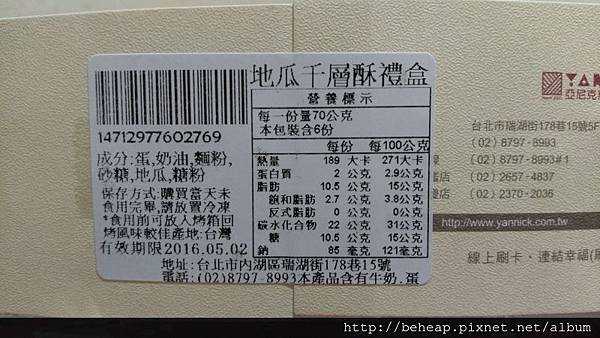 地瓜千層酥禮盒
14712977602769
成分:蛋,奶油,麵粉,
砂糖,地瓜,糖粉
保存方式:購買當天未
食用完畢,請放置冷凍
*食用前可放入烤箱回
烤風味較佳產地:台灣
有效期限2016.05.02
營養標示
每一份量70公克
本包裝含6份
每份 每100公克
熱量 189 大卡 271大卡
蛋白質 2 公克 2.9公克
脂肪 10.5 公克 15公克
飽和脂肪 2.7 公克 3.8公克
反式脂肪 0 公克 0公克
碳水化合物 22 公克 31公克
糖 10.5 公克 15公克
鈉 85 毫克 121毫克
地址:台北市內湖區瑞湖街178巷15號
電話:(02)8797-8993本產品含有牛奶.蛋
亞尼克
台北市瑞湖街178巷15號5F
(02) 8797-8993
(02) 8797-8993#1
(02) 2657-4837
(02) 2370-2036
http://www.yannick.com.tw
線上刷卡・連結幸福
http://beheap.pixnet.net/album